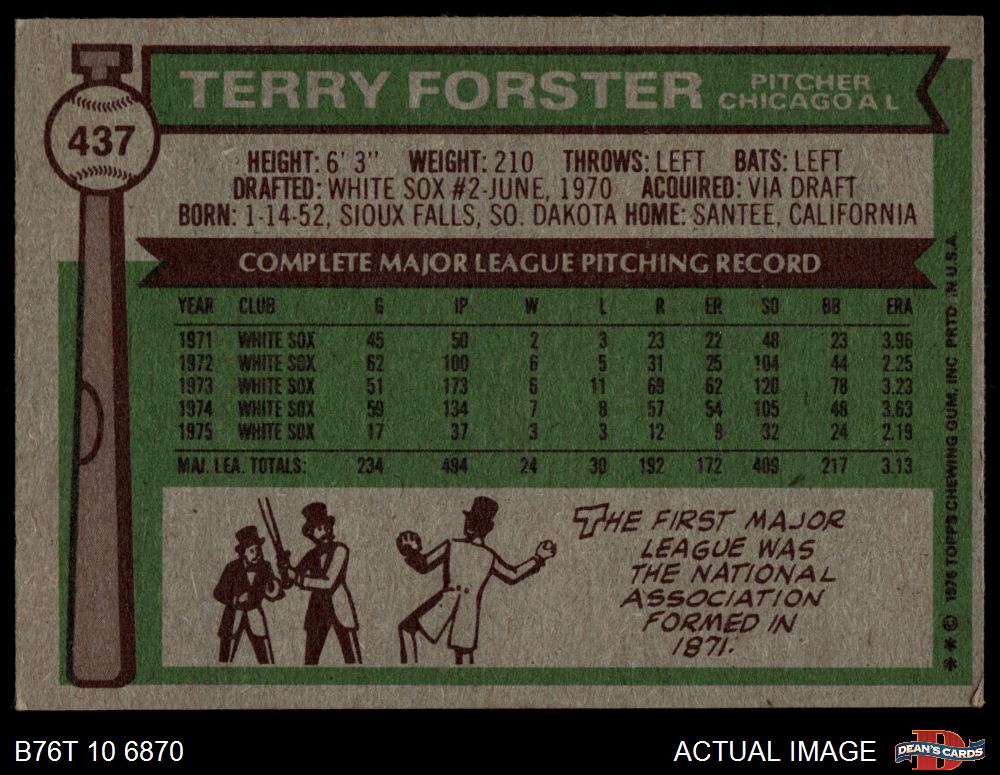 TERRY FORSTER
PITCHER
CHICAGO A L
437
HEIGHT: 6' 3" WEIGHT: 210 THROWS: LEFT BATS: LEFT
DRAFTED: WHITE SOX #2-JUNE, 1970 ACQUIRED: VIA DRAFT
BORN: 1-14-52, SIOUX FALLS, SO. DAKOTA HOME: SANTEE, CALIFORNIA
COMPLETE MAJOR LEAGUE PITCHING RECORD
YEAR CLUB G IP W L R ER SO BB ERA
1971 WHITE SOX 45 50 2 3 23 22 48 23 3.96
1972 WHITE SOX 62 100 6 5 31 25 104 44 2.25
1973 WHITE SOX 51 173 6 11 69 62 120 78 3.23
1974 WHITE SOX 59 134 7 8 57 54 105 48 3.63
1975 WHITE SOX 17 37 3 3 12 9 32 24 2.19
MAJ. LEA. TOTALS: 234 494 24 30 192 172 409 217 3.13
THE FIRST MAJOR
LEAGUE WAS
THE NATIONAL
ASSOCIATION
FORMED IN
1871.
** © 1976 TOPPS CHEWING GUM, INC PRTD. IN U.S.A.
B76T 10 6870
ACTUAL IMAGE
DEAN'S CARDS